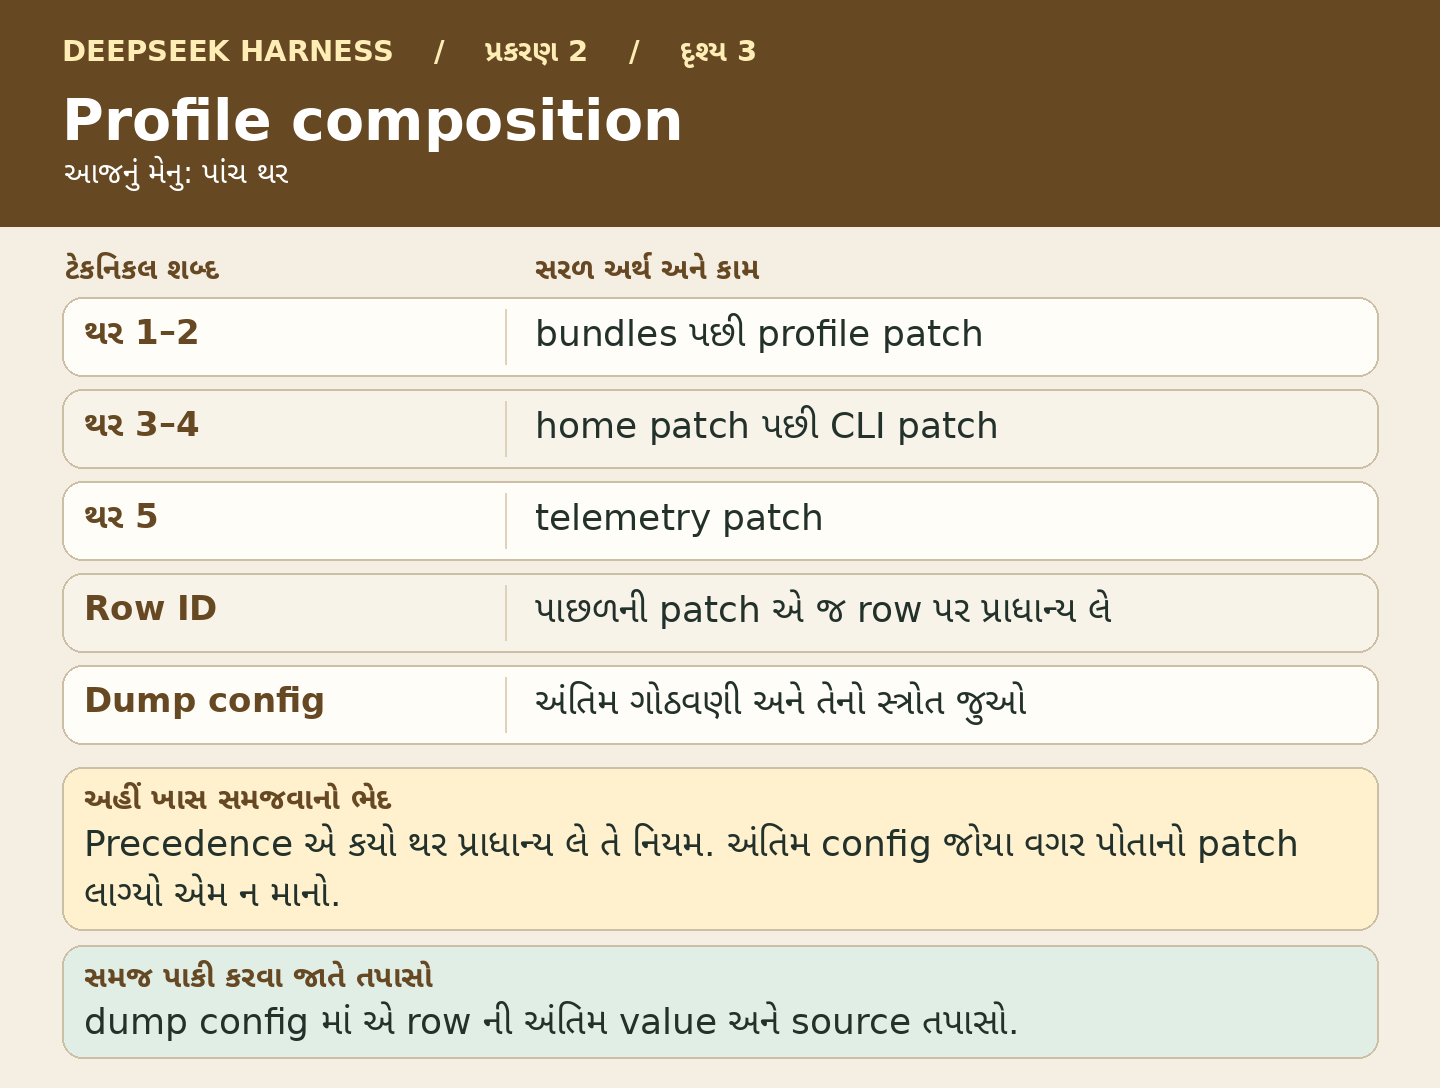 DEEPSEEK HARNESS / પ્રકરણ 2 / દૃશ્ય 3
Profile composition
આજનું મેનુ: પાંચ થર
ટેકનિકલ શબ્દ સરળ અર્થ અને કામ
થર 1–2 bundles પછી profile patch
થર 3–4 home patch પછી CLI patch
થર 5 telemetry patch
Row ID પાછળની patch એ જ row પર પ્રાધાન્ય લે
Dump config અંતિમ ગોઠવણી અને તેનો સ્ત્રોત જુઓ
અહીં ખાસ સમજવાનો ભેદ
Precedence એ કયો થર પ્રાધાન્ય લે તે નિયમ. અંતિમ config જોયા વગર પોતાનો patch
લાગ્યો એમ ન માનો.
સમજ પાકી કરવા જાતે તપાસો
dump config માં એ row ની અંતિમ value અને source તપાસો.